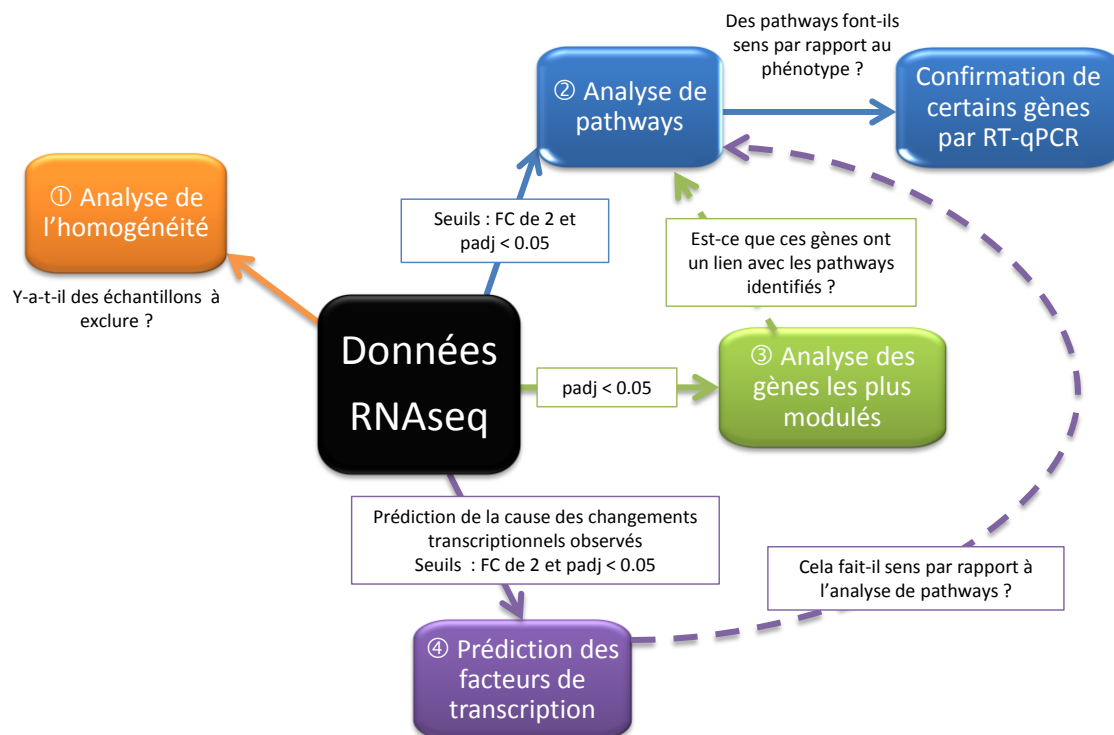 Des pathways font-ils
sens par rapport au
phénotype ?
② Analyse de
pathways
Confirmation de
certains gènes
par RT-qPCR
① Analyse de
l'homogénéité
Y-a-t-il des échantillons à
exclure ?
Seuils : FC de 2 et
padj < 0.05
Est-ce que ces gènes ont
un lien avec les pathways
identifiés ?
Données
RNAseq
padj < 0.05
③ Analyse des
gènes les plus
modulés
Prédiction de la cause des changements
transcriptionnels observés
Seuils : FC de 2 et padj < 0.05
Cela fait-il sens par rapport à
l'analyse de pathways ?
④ Prédiction des
facteurs de
transcription